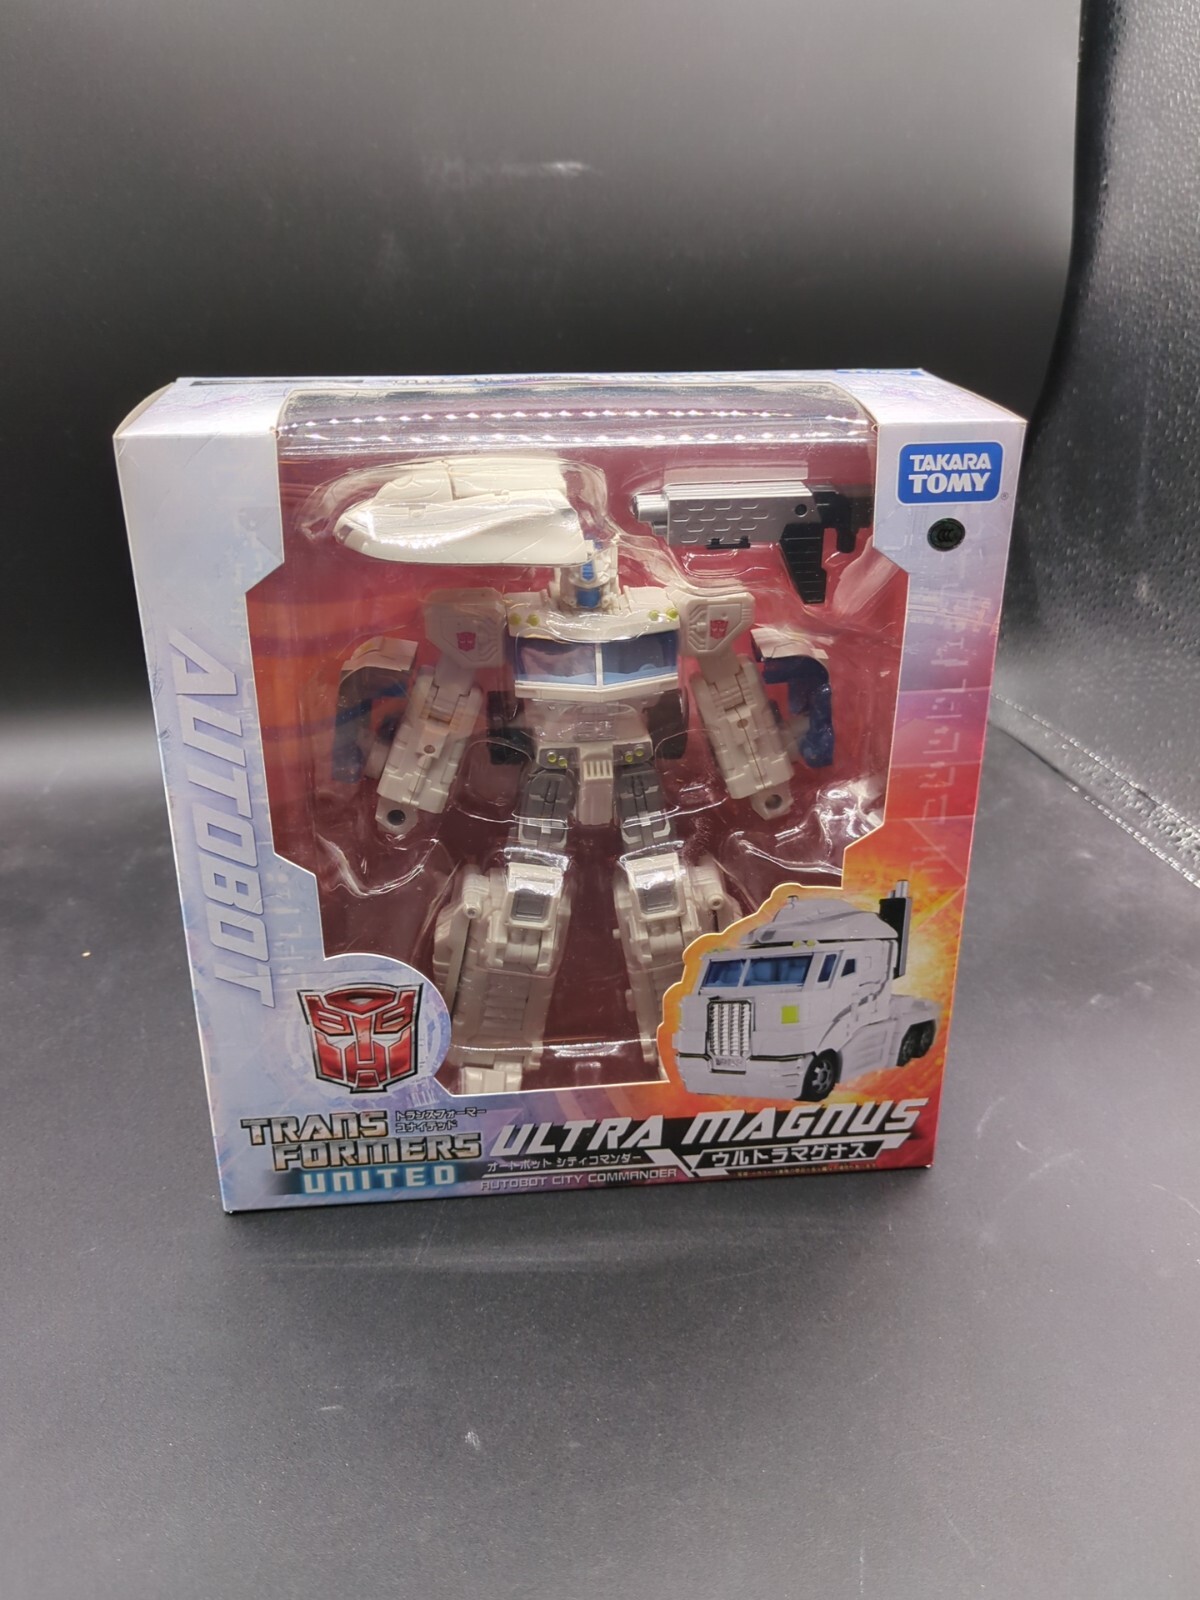 TAKARA
TOMY
AUTOBOT
TRANS
FORMERS
トランスフォーマー
ユナイテッド
UNITED
ULTRA MAGNUS
オートボット シティコマンダー
ウルトラマグナス
AUTOBOT CITY COMMANDER